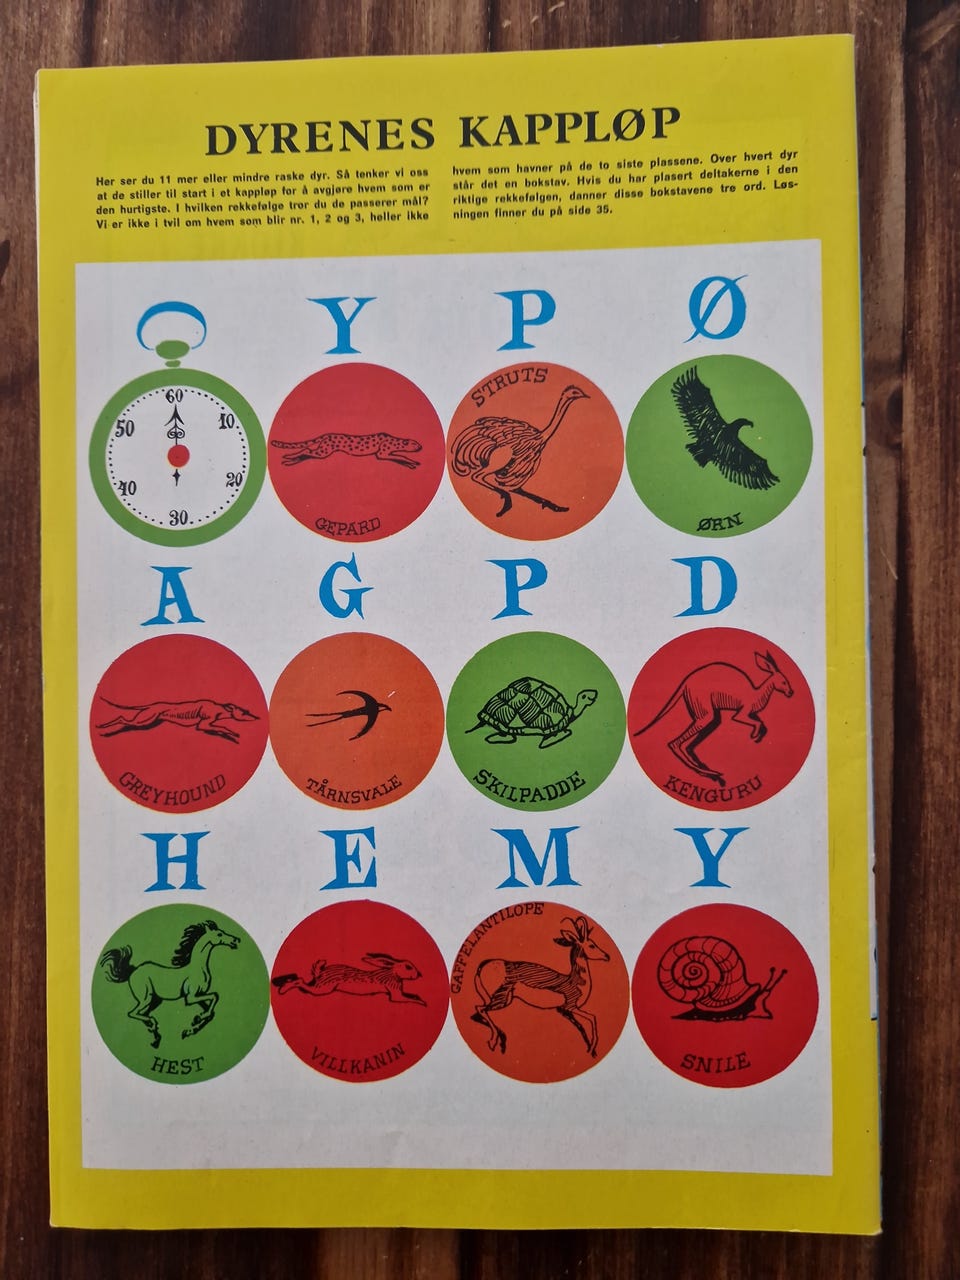 DYRENES KAPPLØP
Her ser du 11 mer eller mindre raske dyr. Så tenker vi oss
at de stiller til start i et kappløp for å avgjøre hvem som er
den hurtigste. I hvilken rekkefølge tror du de passerer mål?
Vi er ikke i tvil om hvem som blir nr. 1, 2 og 3, heller ikke
hvem som havner på de to siste plassene. Over hvert dyr
står det en bokstav. Hvis du har plasert deltakerne i den
riktige rekkefølgen, danner disse bokstavene tre ord. Løs-
ningen finner du på side 35.
Y P Ø
60
50 10
40 20
30
GEPARD
STRUTS
ØRN
A G P D
GREYHOUND
TÅRNSVALE
SKILPADDE
KENGURU
H E M Y
HEST
VILLKANIN
GAFFELANTILOPE
SNILE